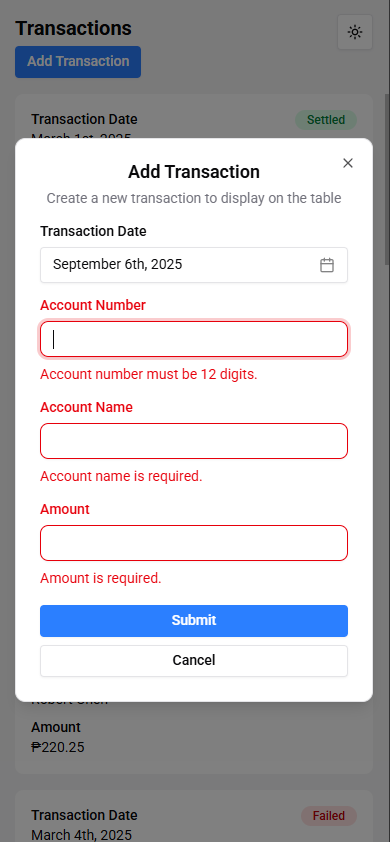 Transactions
Add Transaction
Transaction Date
Settled
March 1st, 2025
Add Transaction
Create a new transaction to display on the table
Transaction Date
September 6th, 2025
Account Number
Account number must be 12 digits.
Account Name
Account name is required.
Amount
Amount is required.
Submit
Cancel
Robert Chen
Amount
₱220.25
Transaction Date
Failed
March 4th, 2025